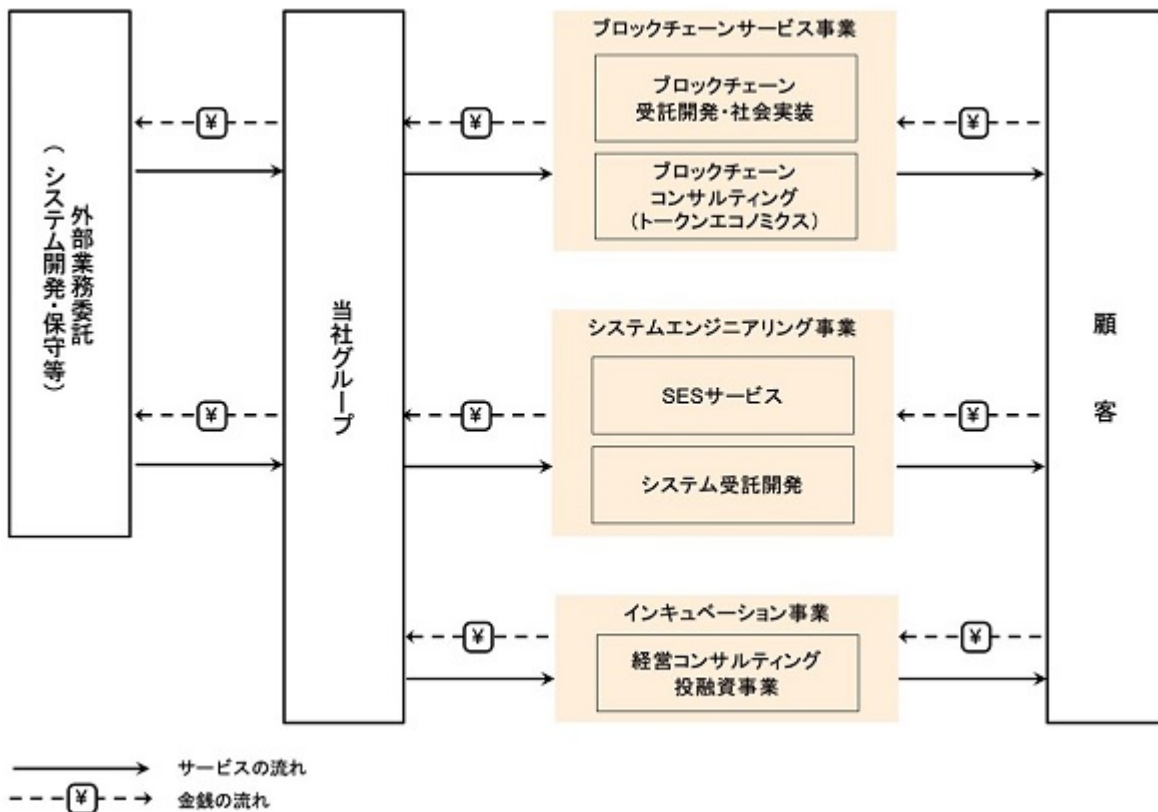 外部業務委託
（システム開発・保守等）
¥
¥
当社グループ
¥
¥
¥
ブロックチェーンサービス事業
ブロックチェーン
受託開発・社会実装
ブロックチェーン
コンサルティング
(トークンエコノミクス)
システムエンジニアリング事業
SESサービス
システム受託開発
インキュベーション事業
経営コンサルティング
投融資事業
¥
¥
¥
顧客
サービスの流れ
¥
金銭の流れ